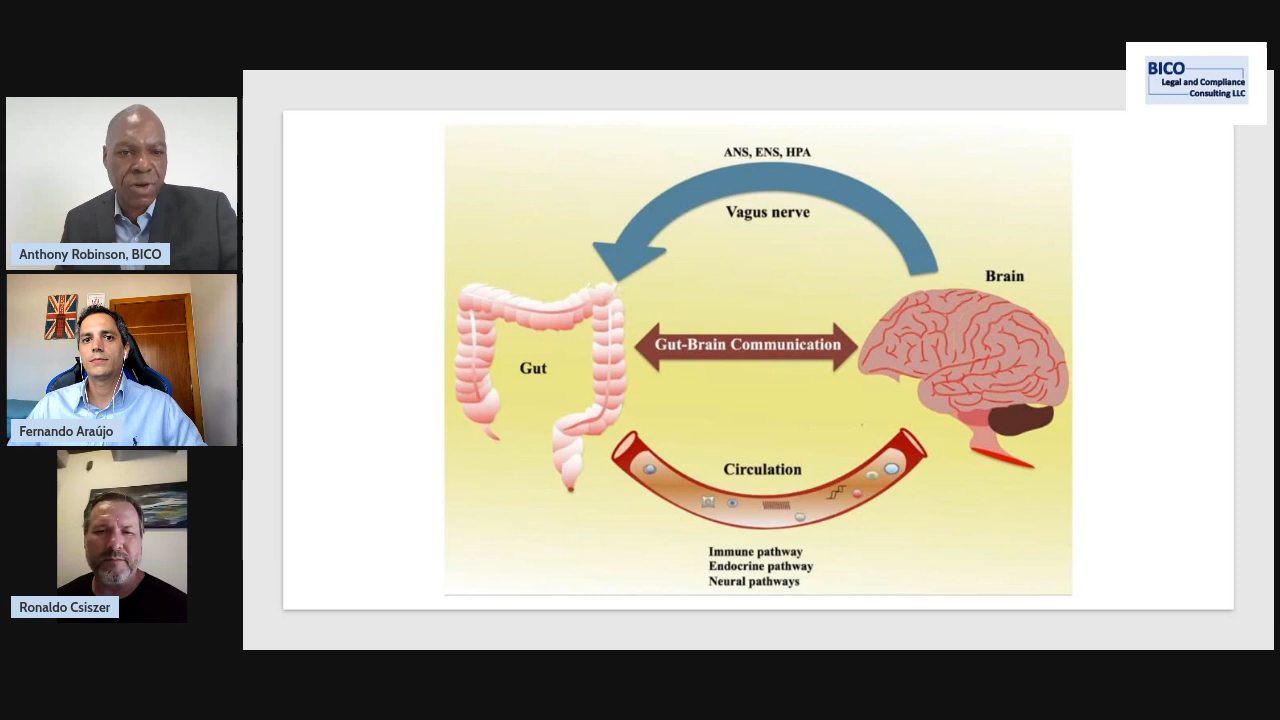 BICO
Legal and Compliance
Consulting LLC
ANS, ENS, HPA
Vagus nerve
Brain
Gut-Brain Communication
Gut
Circulation
Immune pathway
Endocrine pathway
Neural pathways
Anthony Robinson, BICO
Fernando Araújo
Ronaldo Csiszer